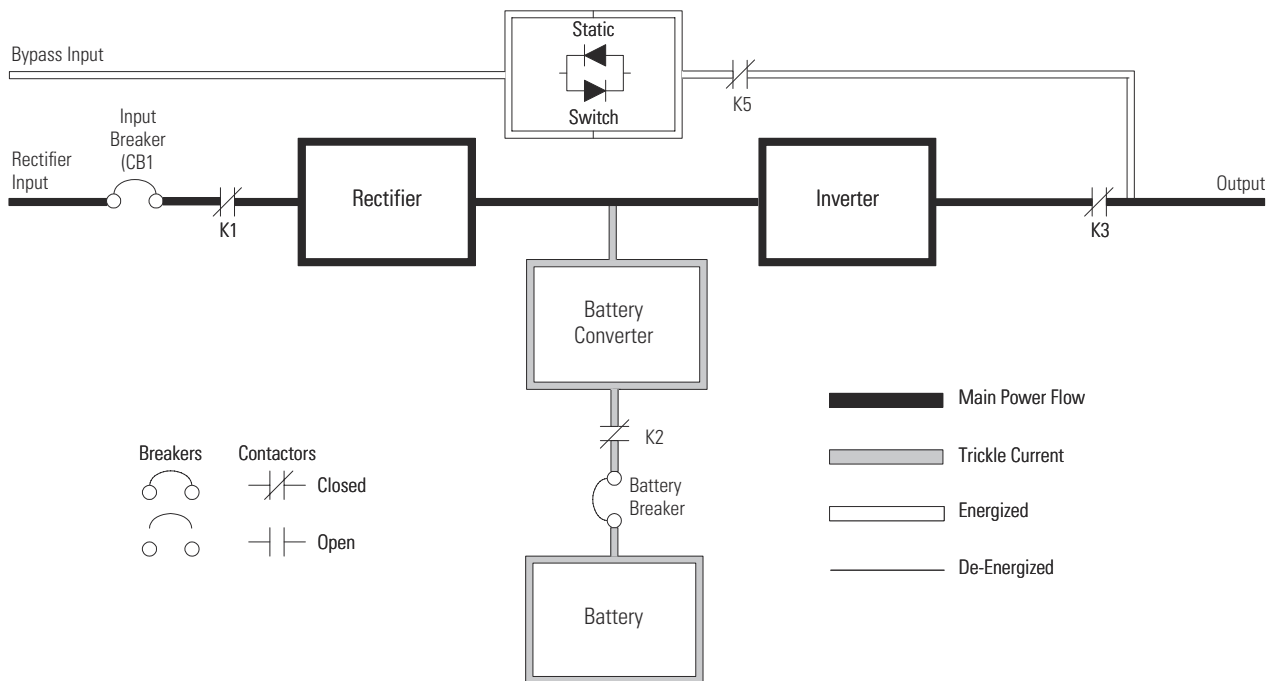 Bypass Input
Static
Switch
K5
Input
Breaker
(CB1
Rectifier
Input
K1
Rectifier
Inverter
K3
Output
Battery
Converter
K2
Battery
Breaker
Battery
Breakers
Contactors
Closed
Open
Main Power Flow
Trickle Current
Energized
De-Energized